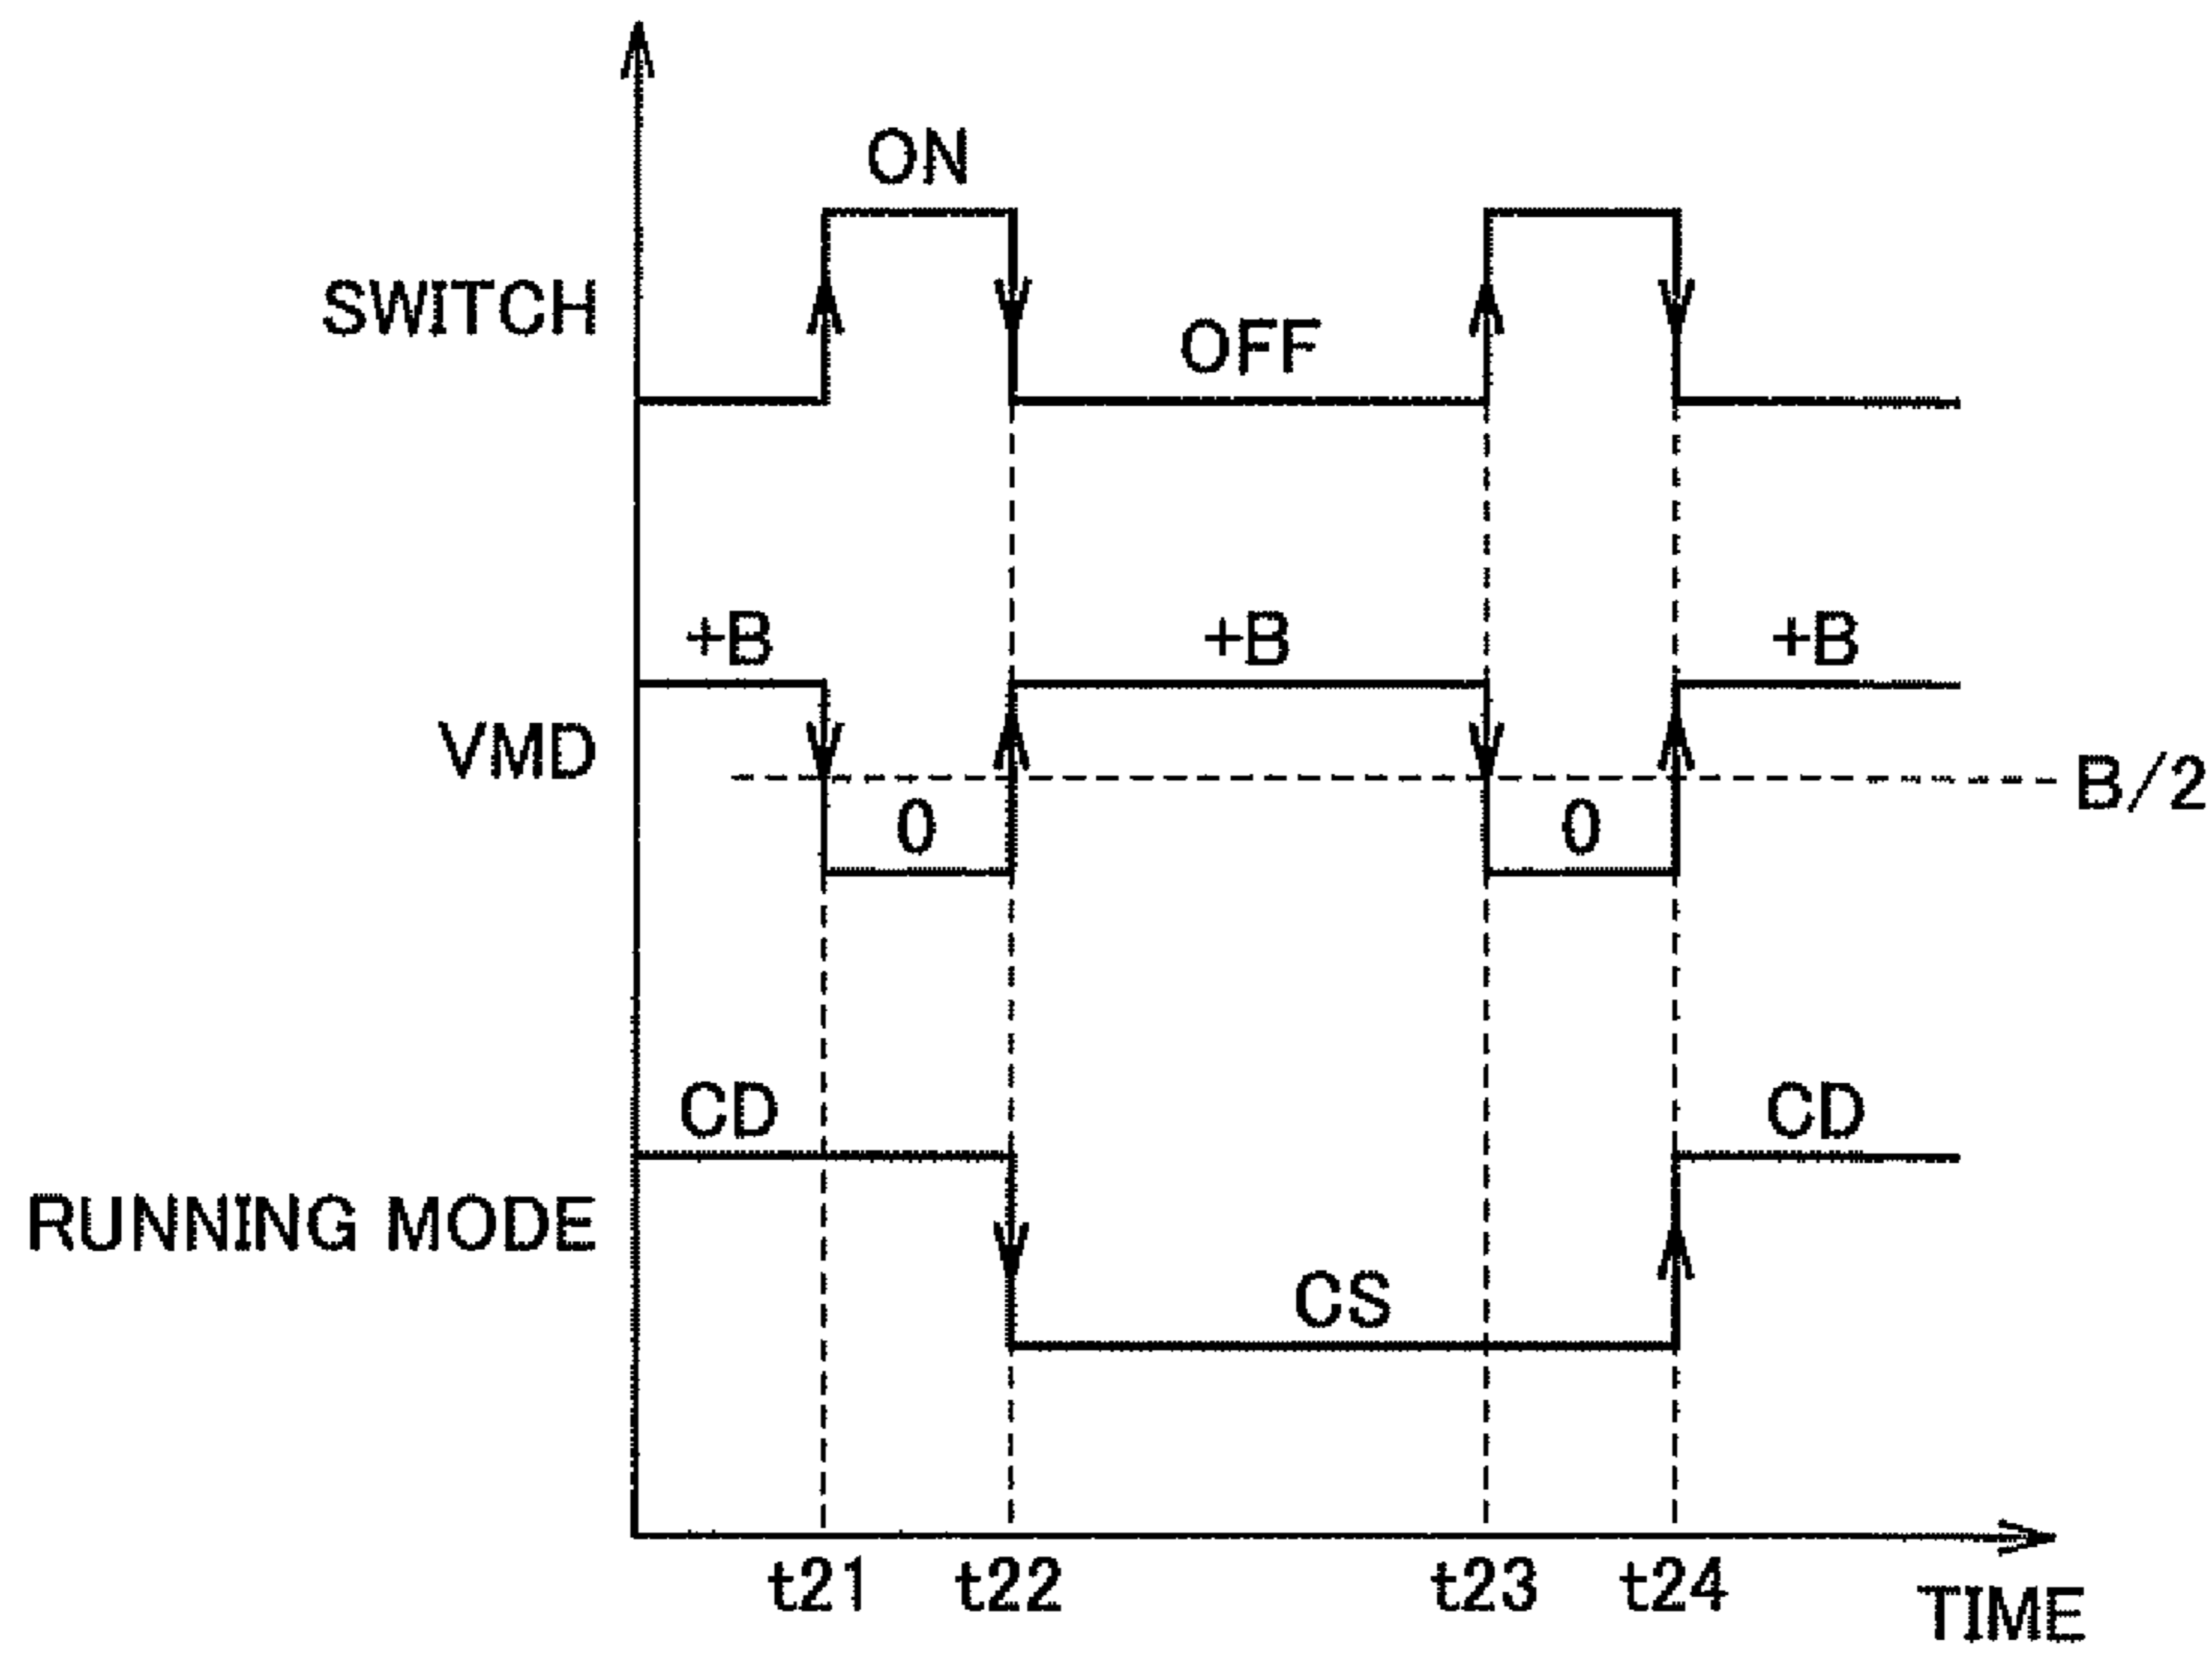 ON
SWITCH
OFF
+B +B +B
VMD
B/2
0 0
CD CD
RUNNING MODE
CS
t21 t22 t23 t24
TIME